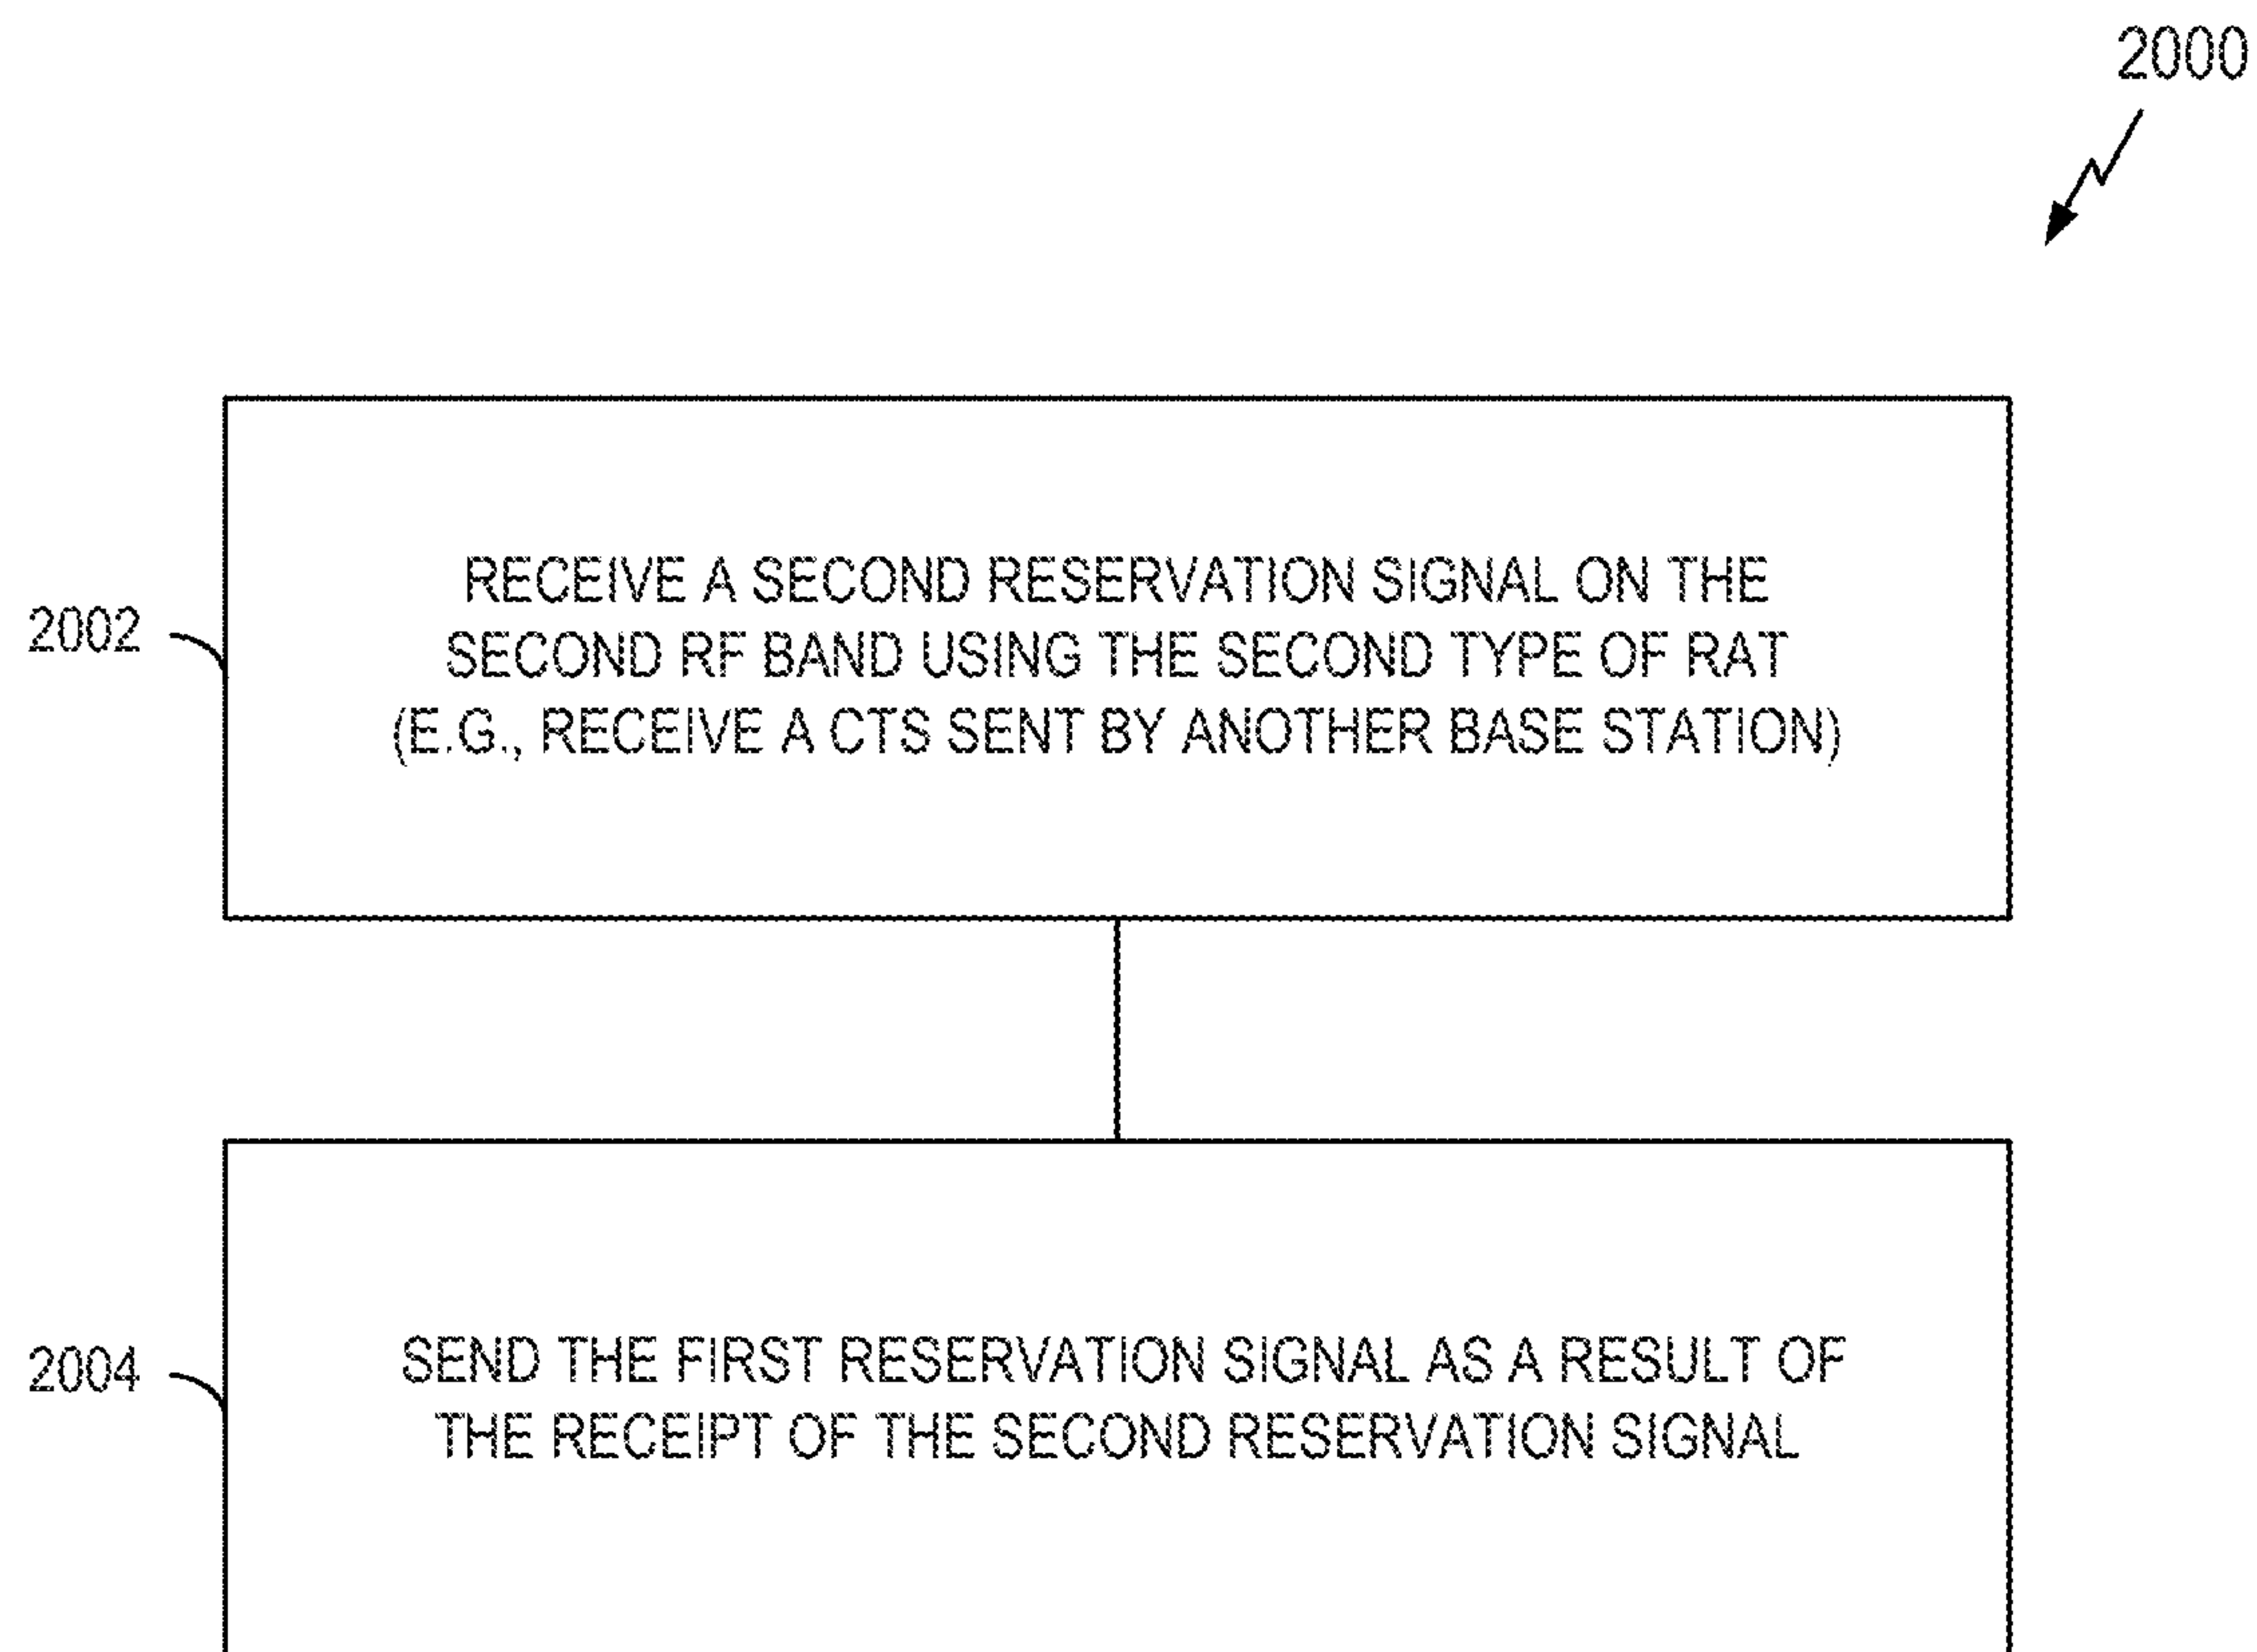 2000
RECEIVE A SECOND RESERVATION SIGNAL ON THE
SECOND RF BAND USING THE SECOND TYPE OF RAT
(E.G., RECEIVE A CTS SENT BY ANOTHER BASE STATION)
2002
SEND THE FIRST RESERVATION SIGNAL AS A RESULT OF
THE RECEIPT OF THE SECOND RESERVATION SIGNAL
2004